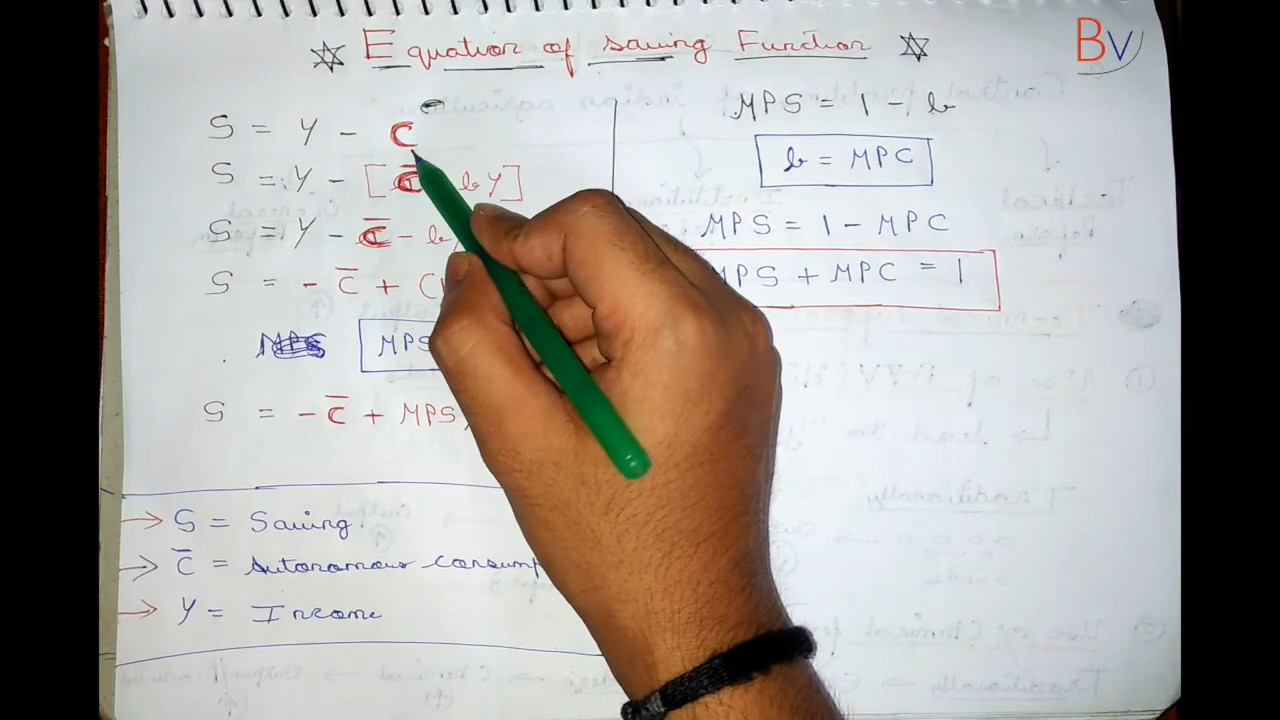 Equation of saving Function
BV
S = Y - C
S = Y - [C̅ bY]
S = Y - C̅ - b
S = - C̅ + (
MPS
S = - C̅ + MPS
S = Saving
C̅ = Autonomous consump
Y = Income
MPS = 1 - b
b = MPC
MPS = 1 - MPC
MPS + MPC = 1